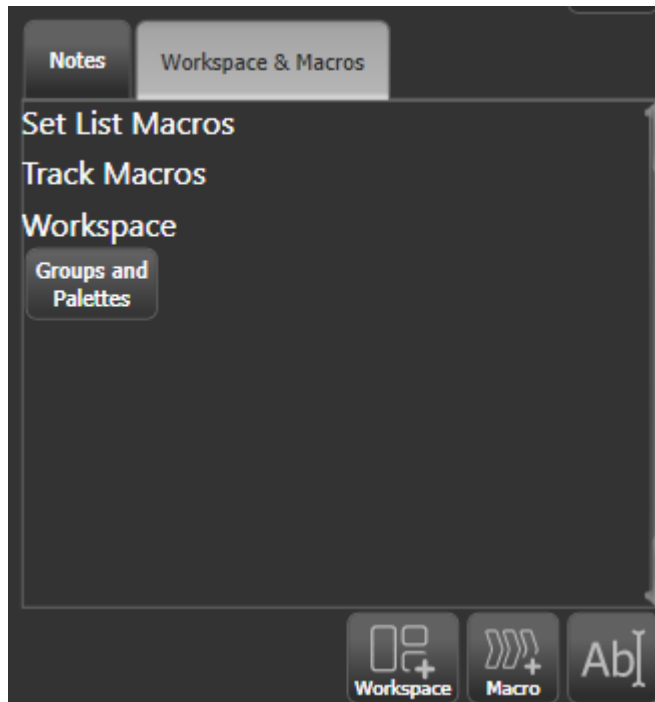 Notes
Workspace & Macros
Set List Macros
Track Macros
Workspace
Groups and
Palettes
Workspace
Macro
Ab